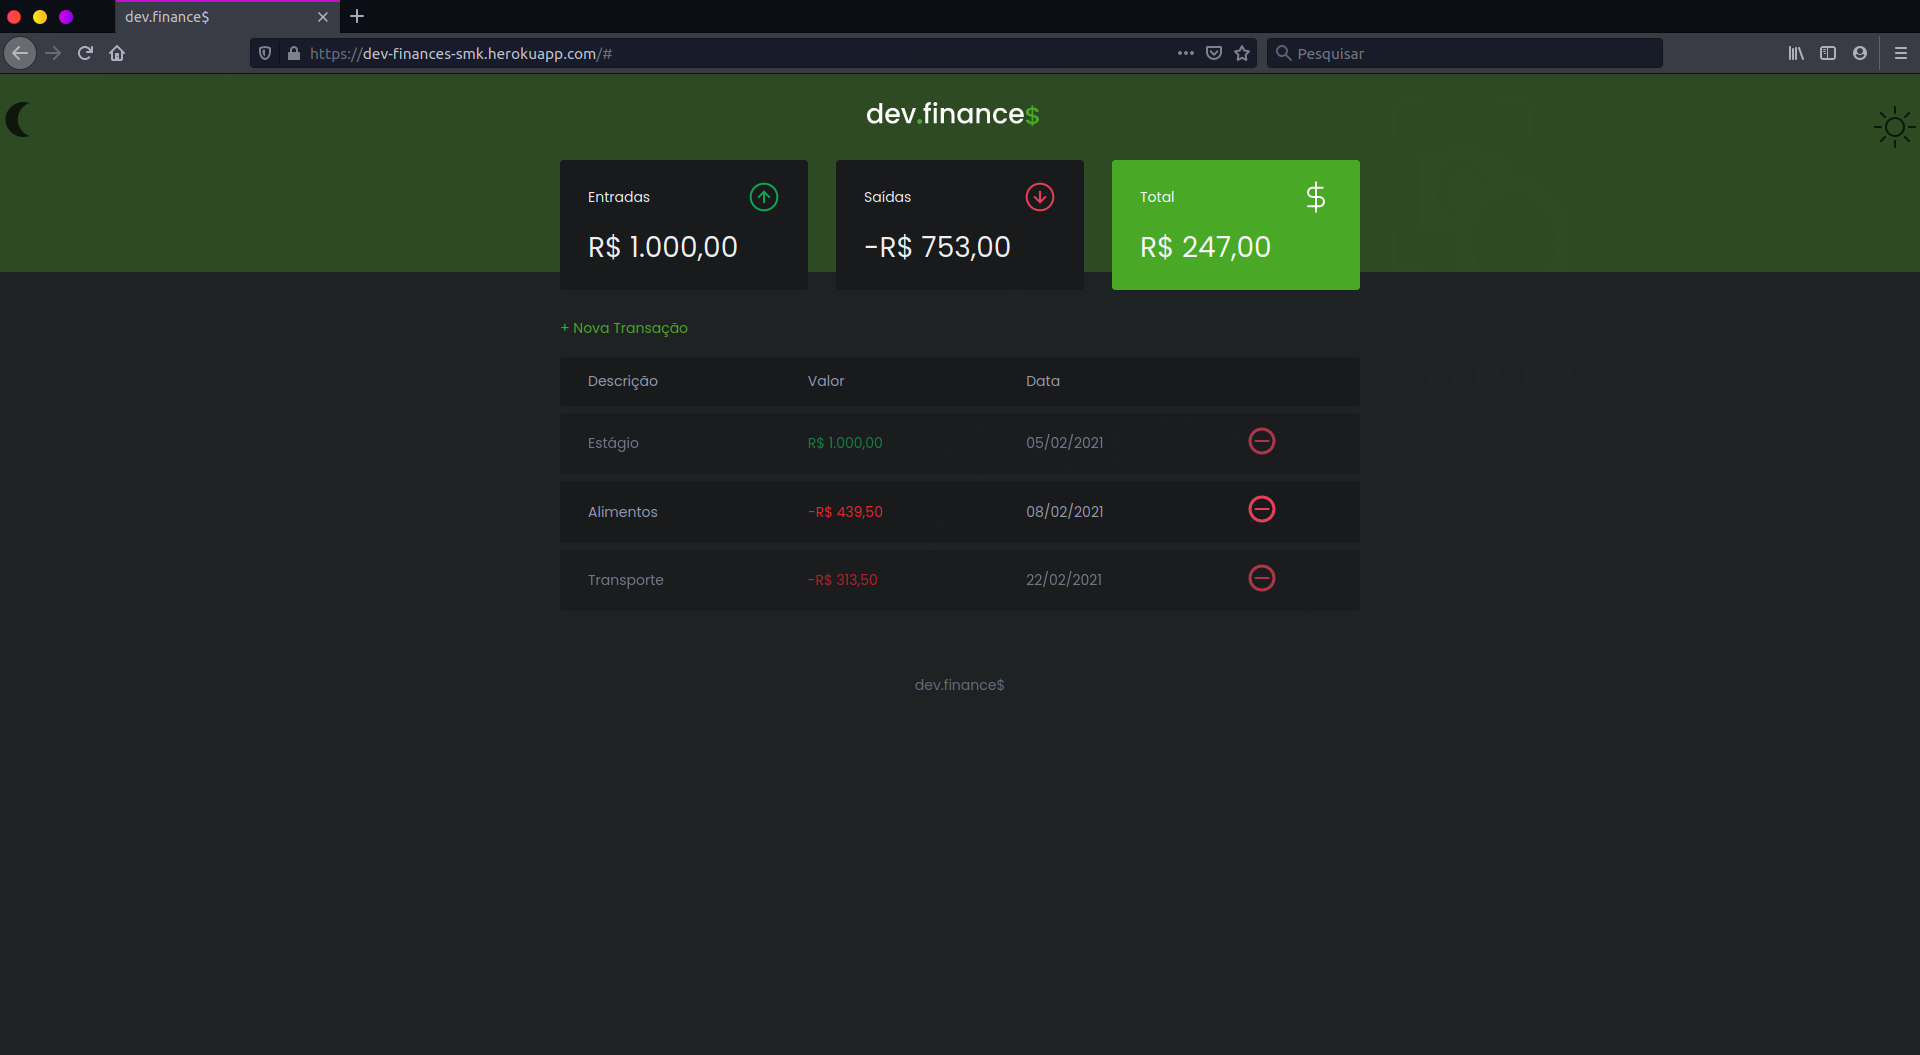 dev.finance$
https://dev-finances-smk.herokuapp.com/#
Pesquisar
dev.finance$
Entradas
R$ 1.000,00
Saídas
-R$ 753,00
Total
R$ 247,00
+ Nova Transação
Descrição Valor Data
Estágio R$ 1.000,00 05/02/2021
Alimentos -R$ 439,50 08/02/2021
Transporte -R$ 313,50 22/02/2021
dev.finance$